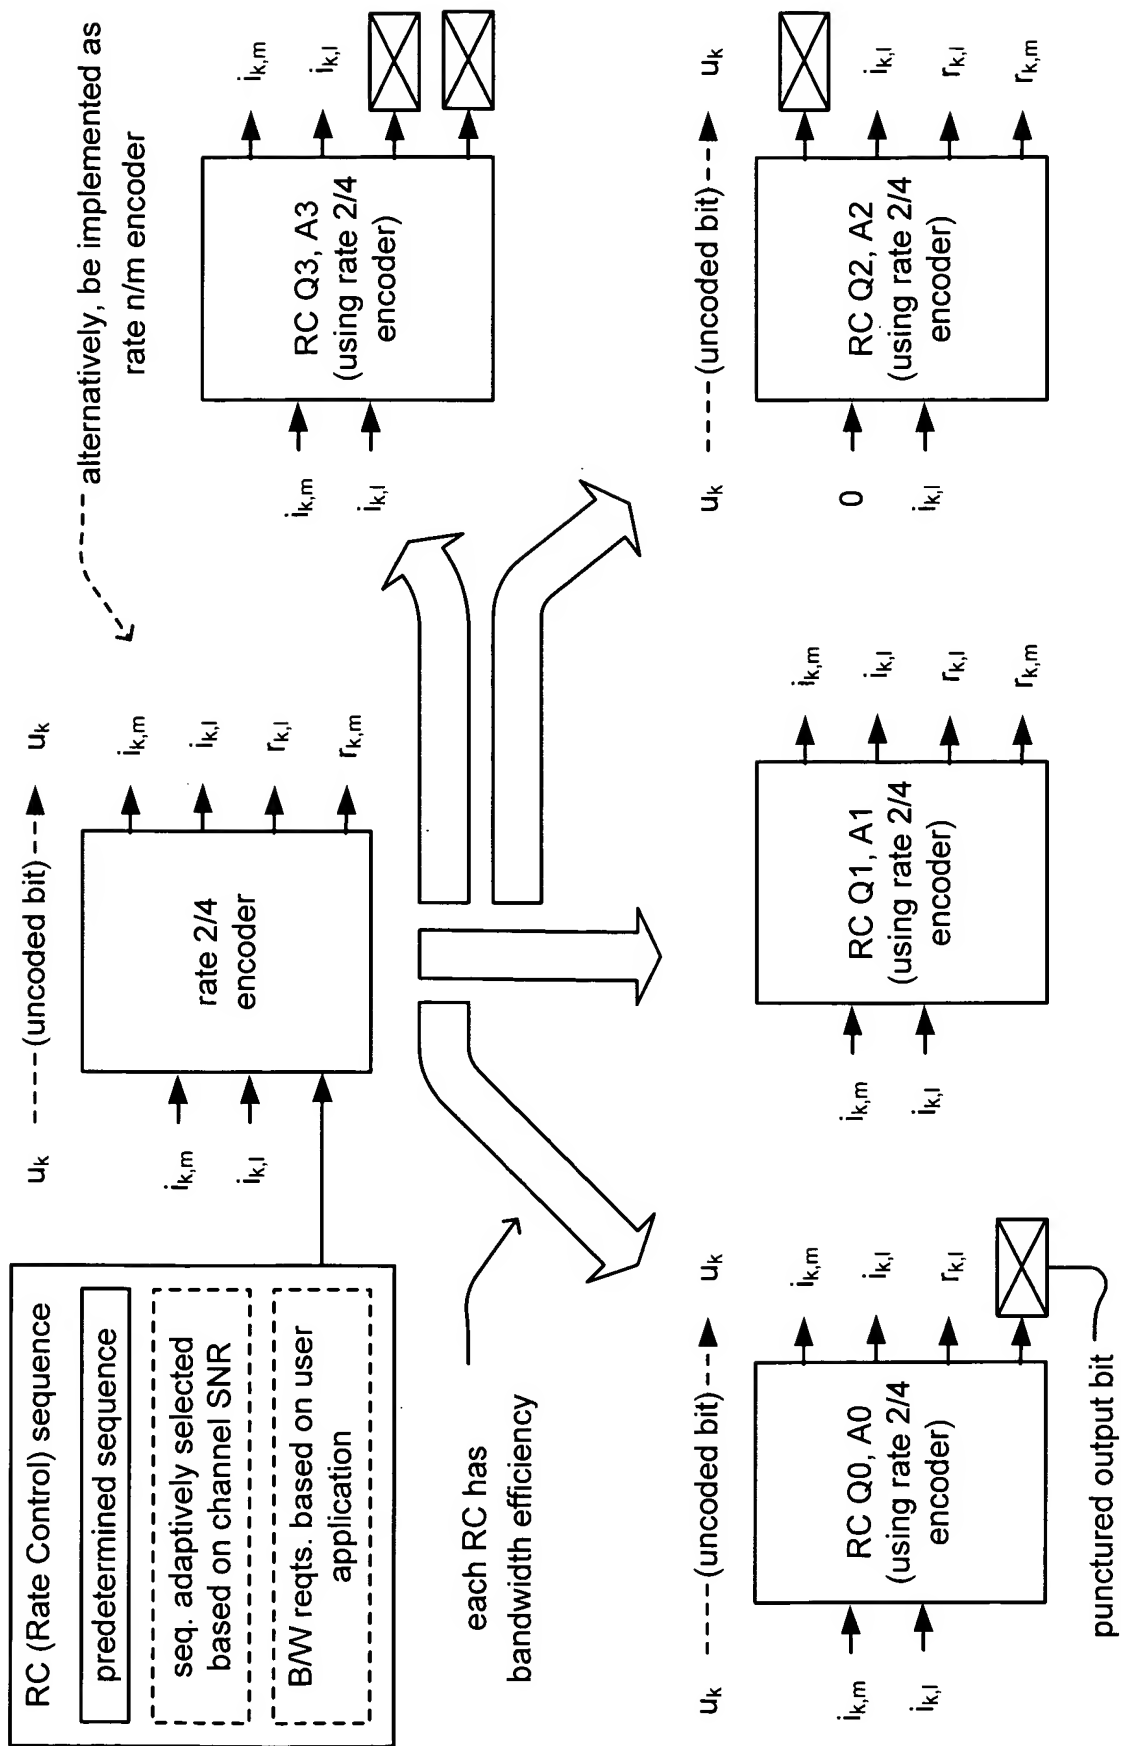 RC (Rate Control) sequence
predetermined sequence
seq. adaptively selected
based on channel SNR
B/W reqts. based on user
application
u_k -----(uncoded bit)-----► u_k
i_k,m
i_k,l
rate 2/4
encoder
i_k,m
i_k,l
r_k,l
r_k,m
alternatively, be implemented as
rate n/m encoder
i_k,m
i_k,l
RC Q3, A3
(using rate 2/4
encoder)
i_k,m
i_k,l
each RC has
bandwidth efficiency
u_k ----(uncoded bit)----► u_k
i_k,m
i_k,l
RC Q0, A0
(using rate 2/4
encoder)
i_k,m
i_k,l
r_k,l
punctured output bit
i_k,m
i_k,l
RC Q1, A1
(using rate 2/4
encoder)
i_k,m
i_k,l
r_k,l
r_k,m
u_k ----(uncoded bit)----► u_k
0
i_k,l
RC Q2, A2
(using rate 2/4
encoder)
i_k,l
r_k,l
r_k,m